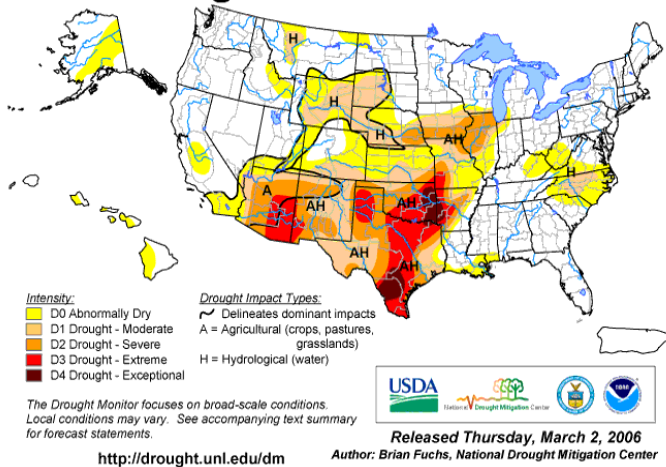 H
H
H
AH
H
A
AH
AH
AH
AH
Intensity:
D0 Abnormally Dry
D1 Drought - Moderate
D2 Drought - Severe
D3 Drought - Extreme
D4 Drought - Exceptional
Drought Impact Types:
Delineates dominant impacts
A = Agricultural (crops, pastures,
grasslands)
H = Hydrological (water)
The Drought Monitor focuses on broad-scale conditions.
Local conditions may vary. See accompanying text summary
for forecast statements.
http://drought.unl.edu/dm
USDA
National Drought Mitigation Center
NOAA
Released Thursday, March 2, 2006
Author: Brian Fuchs, National Drought Mitigation Center